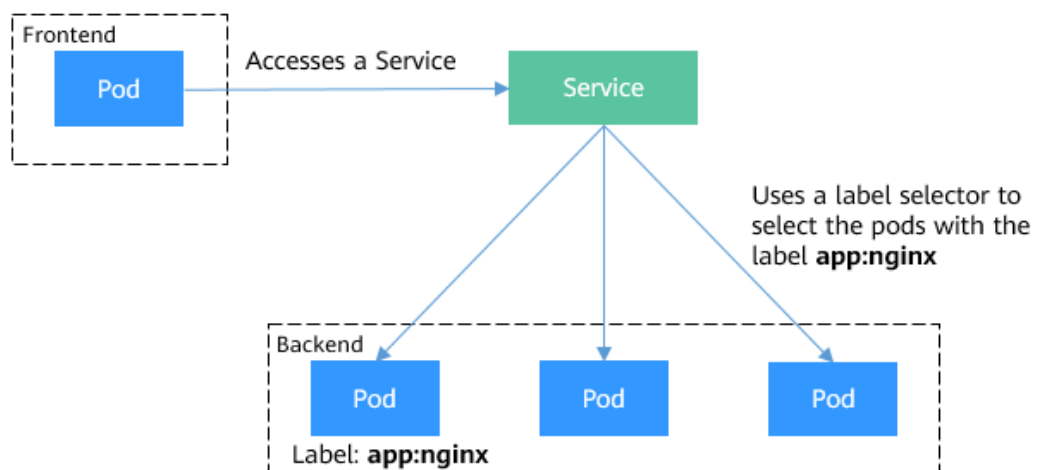 Frontend
Pod
Accesses a Service
Service
Uses a label selector to
select the pods with the
label app:nginx
Backend
Pod
Pod
Pod
Label: app:nginx